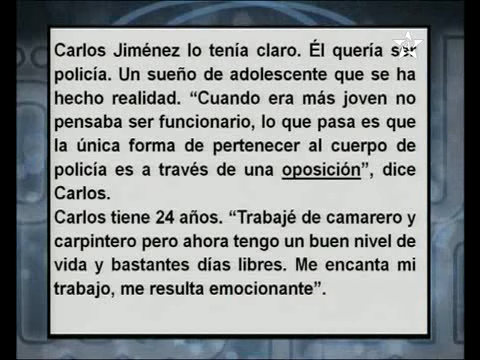 Carlos Jiménez lo tenía claro. Él quería ser
policía. Un sueño de adolescente que se ha
hecho realidad. “Cuando era más joven no
pensaba ser funcionario, lo que pasa es que
la única forma de pertenecer al cuerpo de
policía es a través de una oposición”, dice
Carlos.
Carlos tiene 24 años. “Trabajé de camarero y
carpintero pero ahora tengo un buen nivel de
vida y bastantes días libres. Me encanta mi
trabajo, me resulta emocionante”.